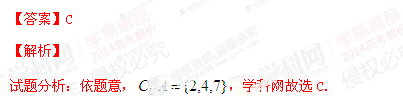 【答案】C
【解析】
试题分析：依题意，C_U A = {2,4,7}，学科网故选 C.